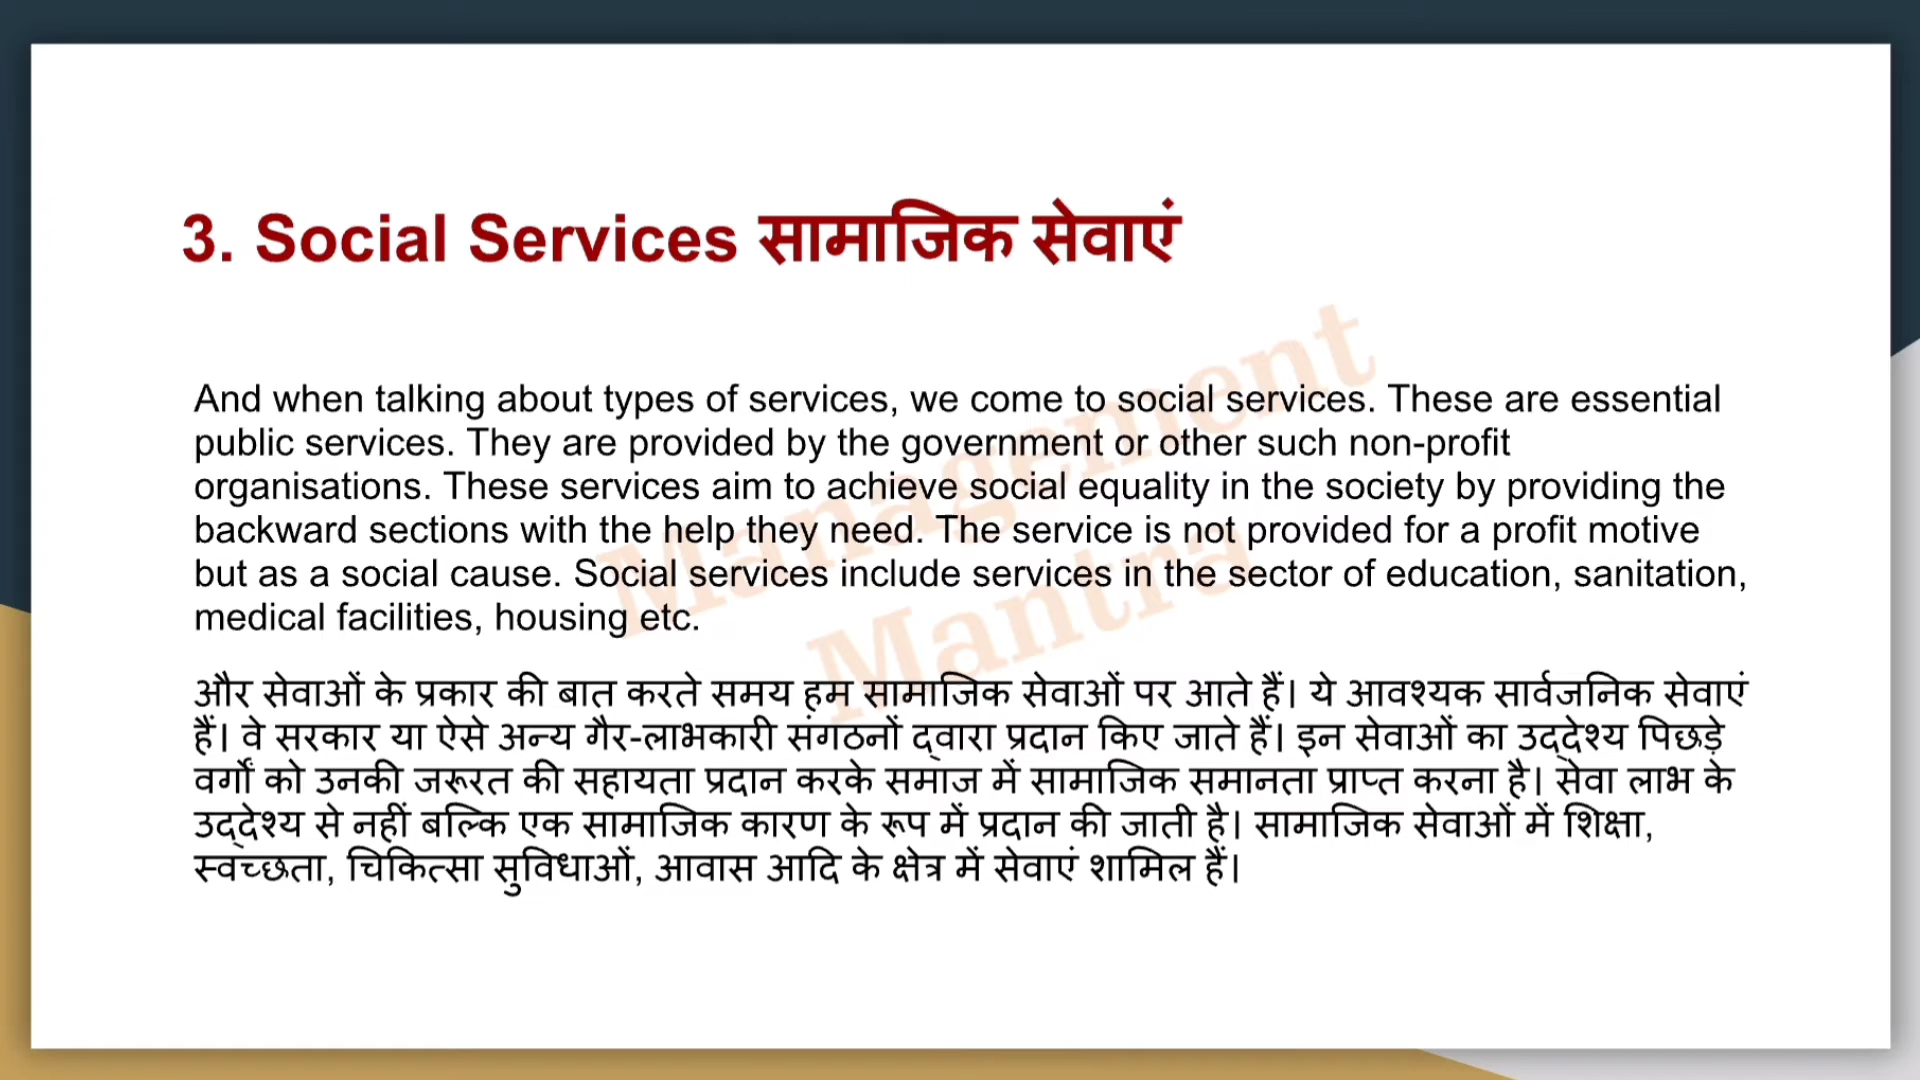 3. Social Services सामाजिक सेवाएं
And when talking about types of services, we come to social services. These are essential
public services. They are provided by the government or other such non-profit
organisations. These services aim to achieve social equality in the society by providing the
backward sections with the help they need. The service is not provided for a profit motive
but as a social cause. Social services include services in the sector of education, sanitation,
medical facilities, housing etc.
और सेवाओं के प्रकार की बात करते समय हम सामाजिक सेवाओं पर आते हैं। ये आवश्यक सार्वजनिक सेवाएं
हैं। वे सरकार या ऐसे अन्य गैर-लाभकारी संगठनों द्वारा प्रदान किए जाते हैं। इन सेवाओं का उद्देश्य पिछड़े
वर्गों को उनकी जरूरत की सहायता प्रदान करके समाज में सामाजिक समानता प्राप्त करना है। सेवा लाभ के
उद्देश्य से नहीं बल्कि एक सामाजिक कारण के रूप में प्रदान की जाती है। सामाजिक सेवाओं में शिक्षा,
स्वच्छता, चिकित्सा सुविधाओं, आवास आदि के क्षेत्र में सेवाएं शामिल हैं।
Management
Mantra